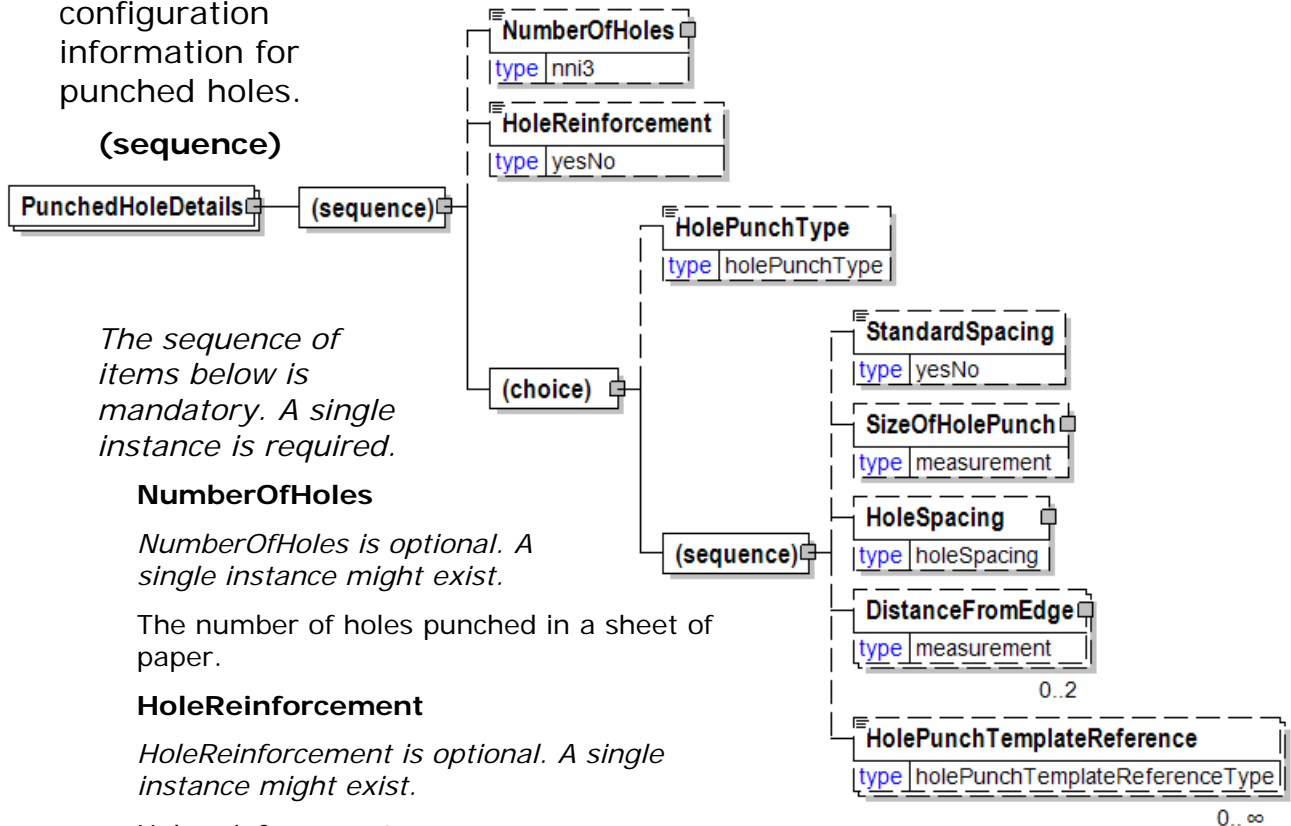 configuration
information for
punched holes.
(sequence)
NumberOfHoles
type nni3
HoleReinforcement
type yesNo
PunchedHoleDetails
(sequence)
HolePunchType
type holePunchType
(choice)
StandardSpacing
type yesNo
SizeOfHolePunch
type measurement
HoleSpacing
type holeSpacing
(sequence)
DistanceFromEdge
type measurement
0..2
HolePunchTemplateReference
type holePunchTemplateReferenceType
0..∞
The sequence of
items below is
mandatory. A single
instance is required.
NumberOfHoles
NumberOfHoles is optional. A
single instance might exist.
The number of holes punched in a sheet of
paper.
HoleReinforcement
HoleReinforcement is optional. A single
instance might exist.